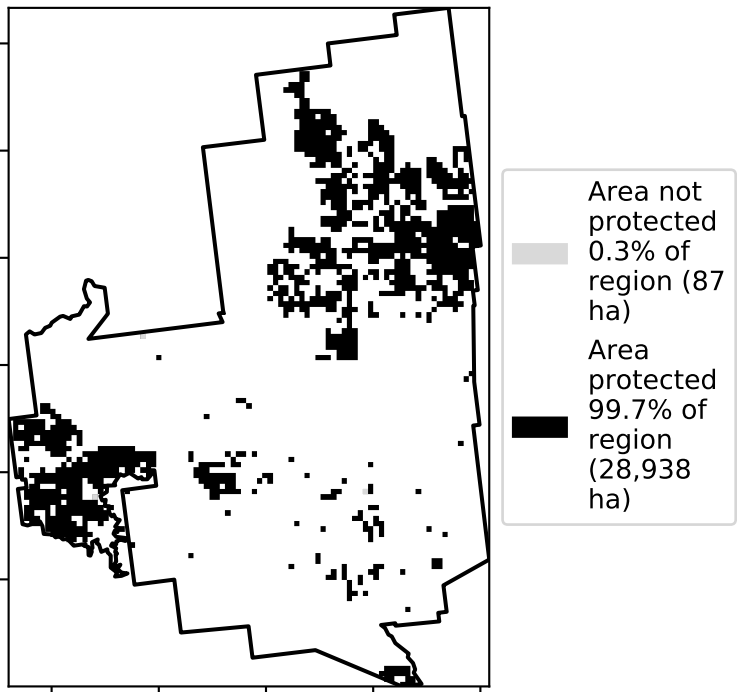 Area not
protected
0.3% of
region (87
ha)
Area
protected
99.7% of
region
(28,938
ha)